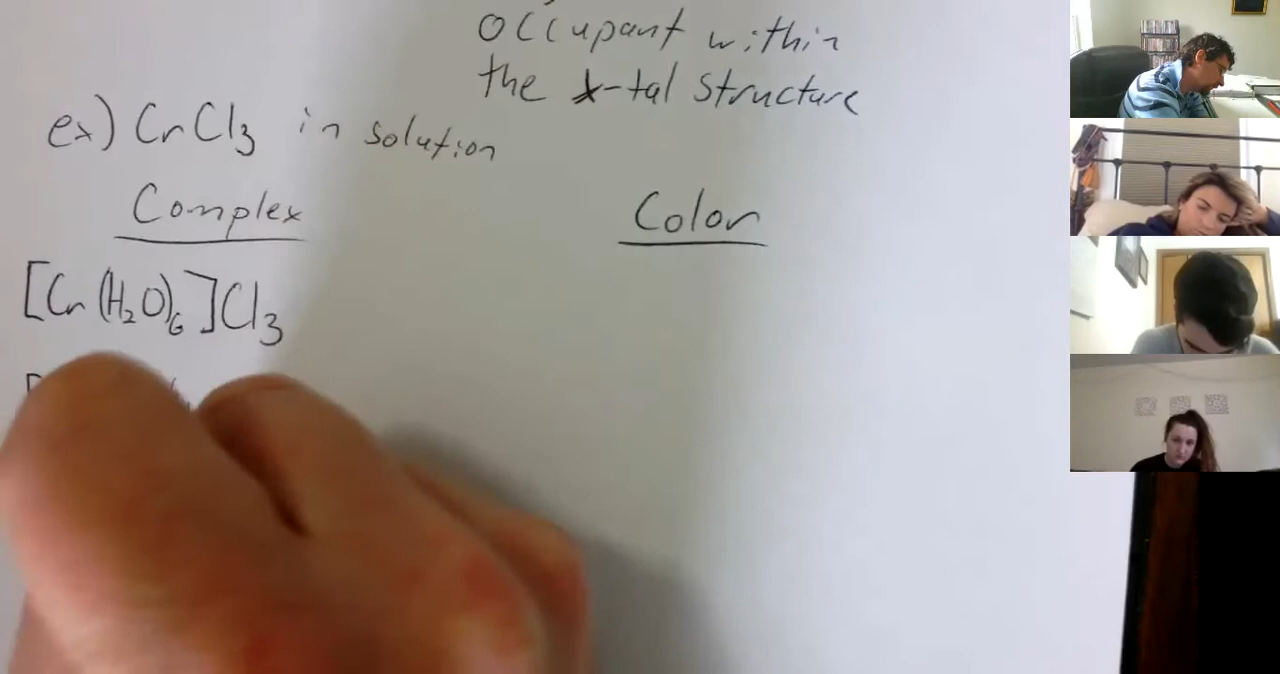 occupant within
the x-tal structure
ex) CrCl3 in solution
Complex Color
[Cr(H2O)6]Cl3
[